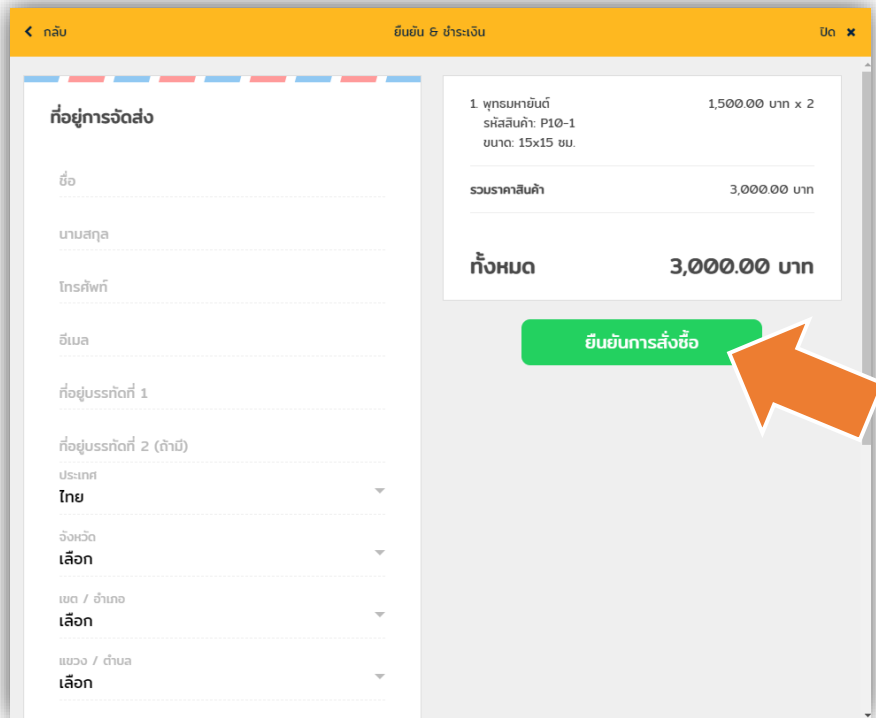 กลับ
ยืนยัน & ชำระเงิน
ปิด ×
ที่อยู่การจัดส่ง
ชื่อ
นามสกุล
โทรศัพท์
อีเมล
ที่อยู่บรรทัดที่ 1
ที่อยู่บรรทัดที่ 2 (ถ้ามี)
ประเทศ
ไทย
จังหวัด
เลือก
เขต / อำเภอ
เลือก
แขวง / ตำบล
เลือก
1. พุทธมหายันต์ 1,500.00 บาท x 2
รหัสสินค้า: P10-1
ขนาด: 15x15 ซม.
รวมราคาสินค้า 3,000.00 บาท
ทั้งหมด 3,000.00 บาท
ยืนยันการสั่งซื้อ